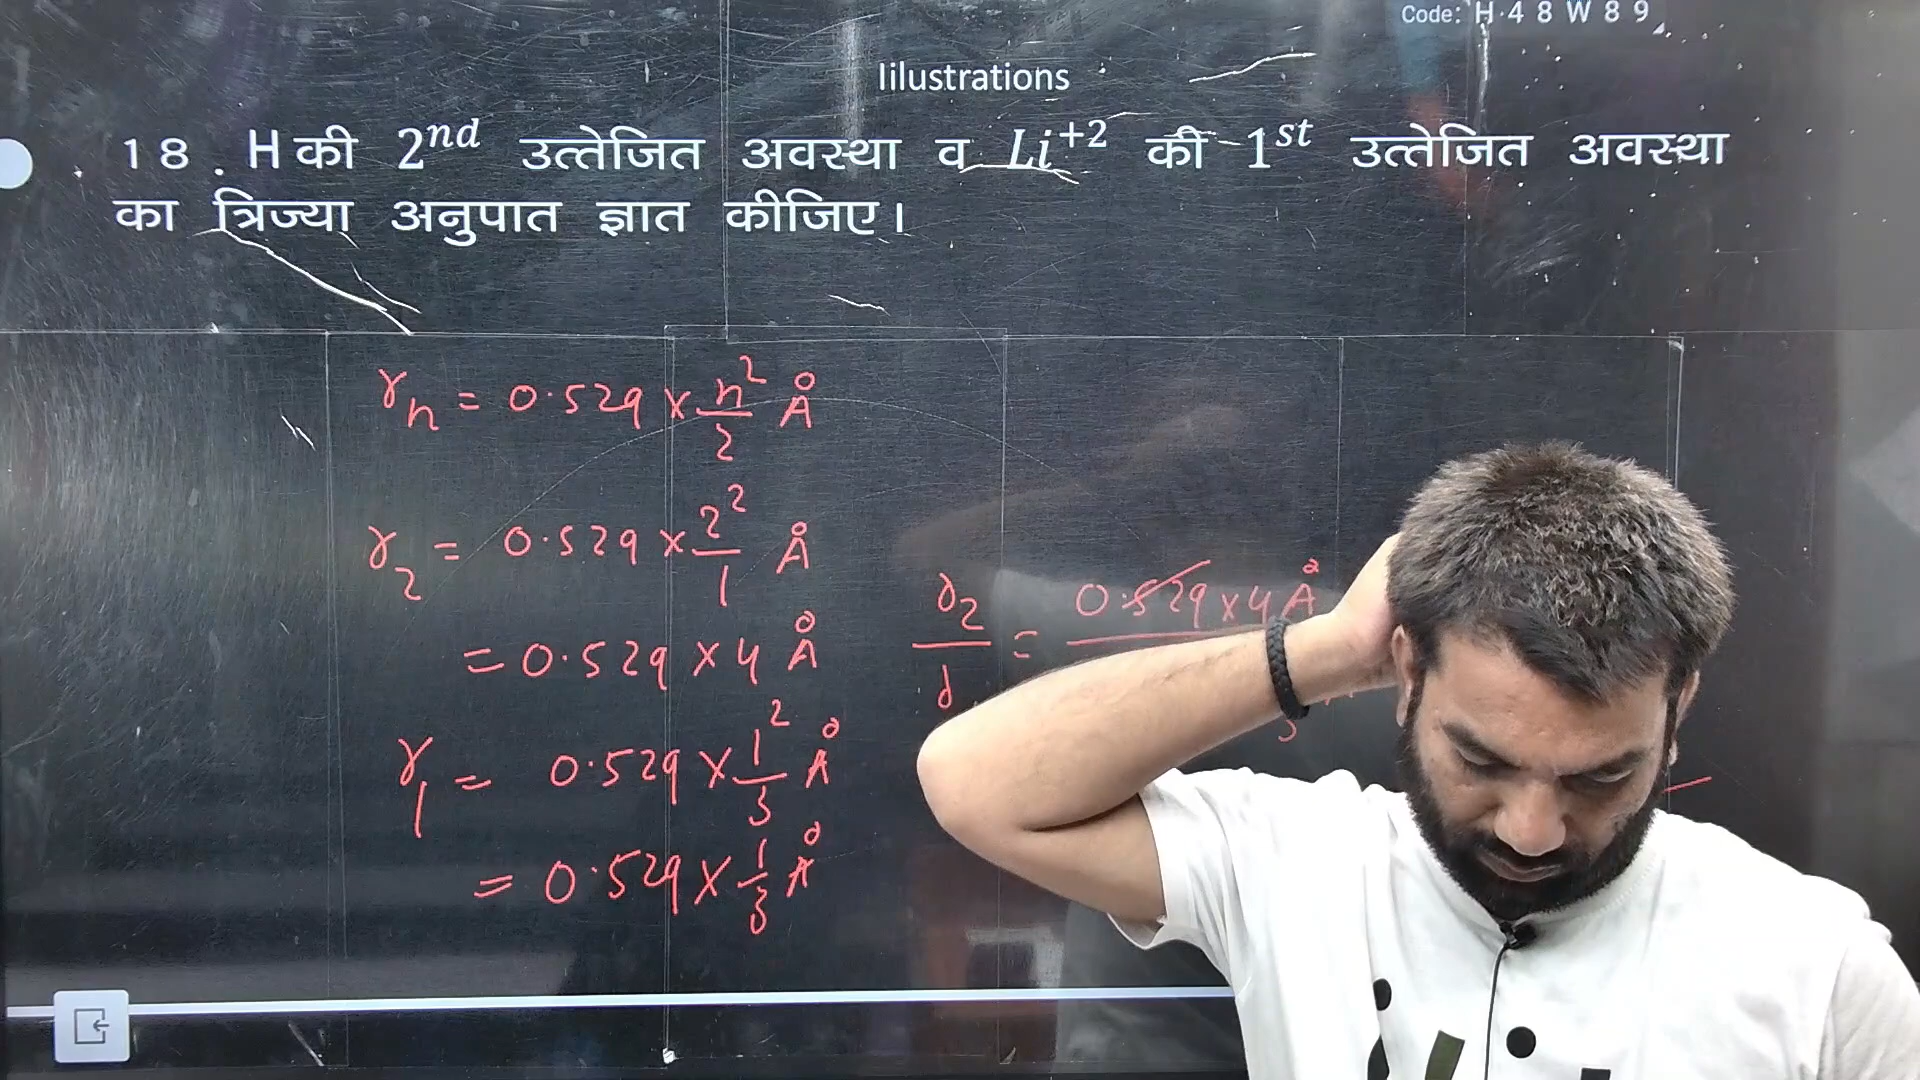 Code: H 4 8 W 8 9
Iilustrations
18. H की 2nd उत्तेजित अवस्था व Li+2 की 1st उत्तेजित अवस्था
का त्रिज्या अनुपात ज्ञात कीजिए।
rn = 0.529 × n²/z Å
r2 = 0.529 × 2²/1 Å
= 0.529 × 4 Å
r1 = 0.529 × 1²/3 Å
= 0.529 × 1/3 Å
r2 = 0.529 × 4 Å
3